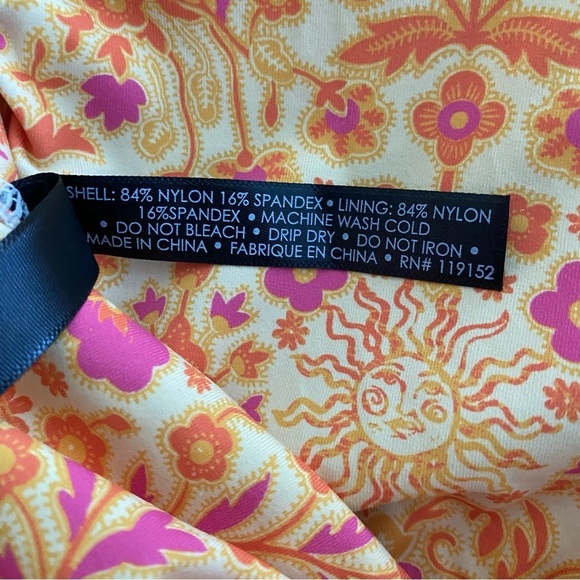 SHELL: 84% NYLON 16% SPANDEX • LINING: 84% NYLON
16%SPANDEX • MACHINE WASH COLD
• DO NOT BLEACH • DRIP DRY • DO NOT IRON •
MADE IN CHINA • FABRIQUE EN CHINA • RN# 119152